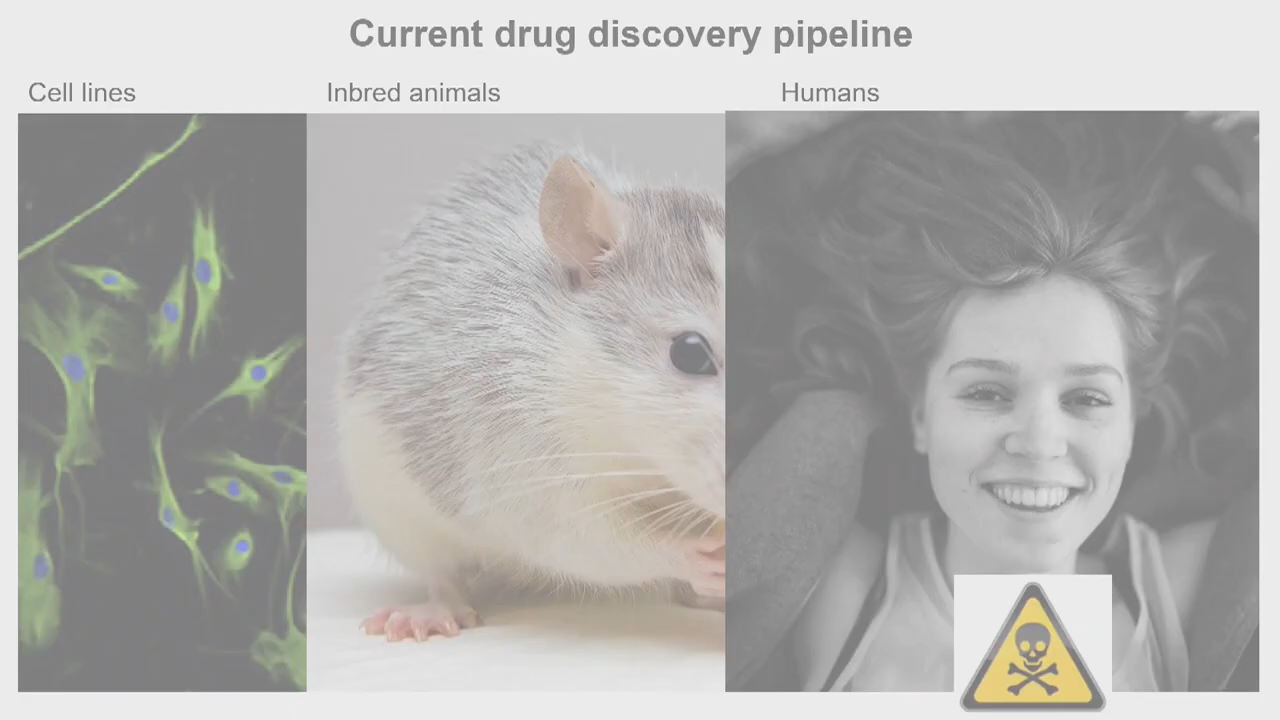 Current drug discovery pipeline
Cell lines
Inbred animals
Humans